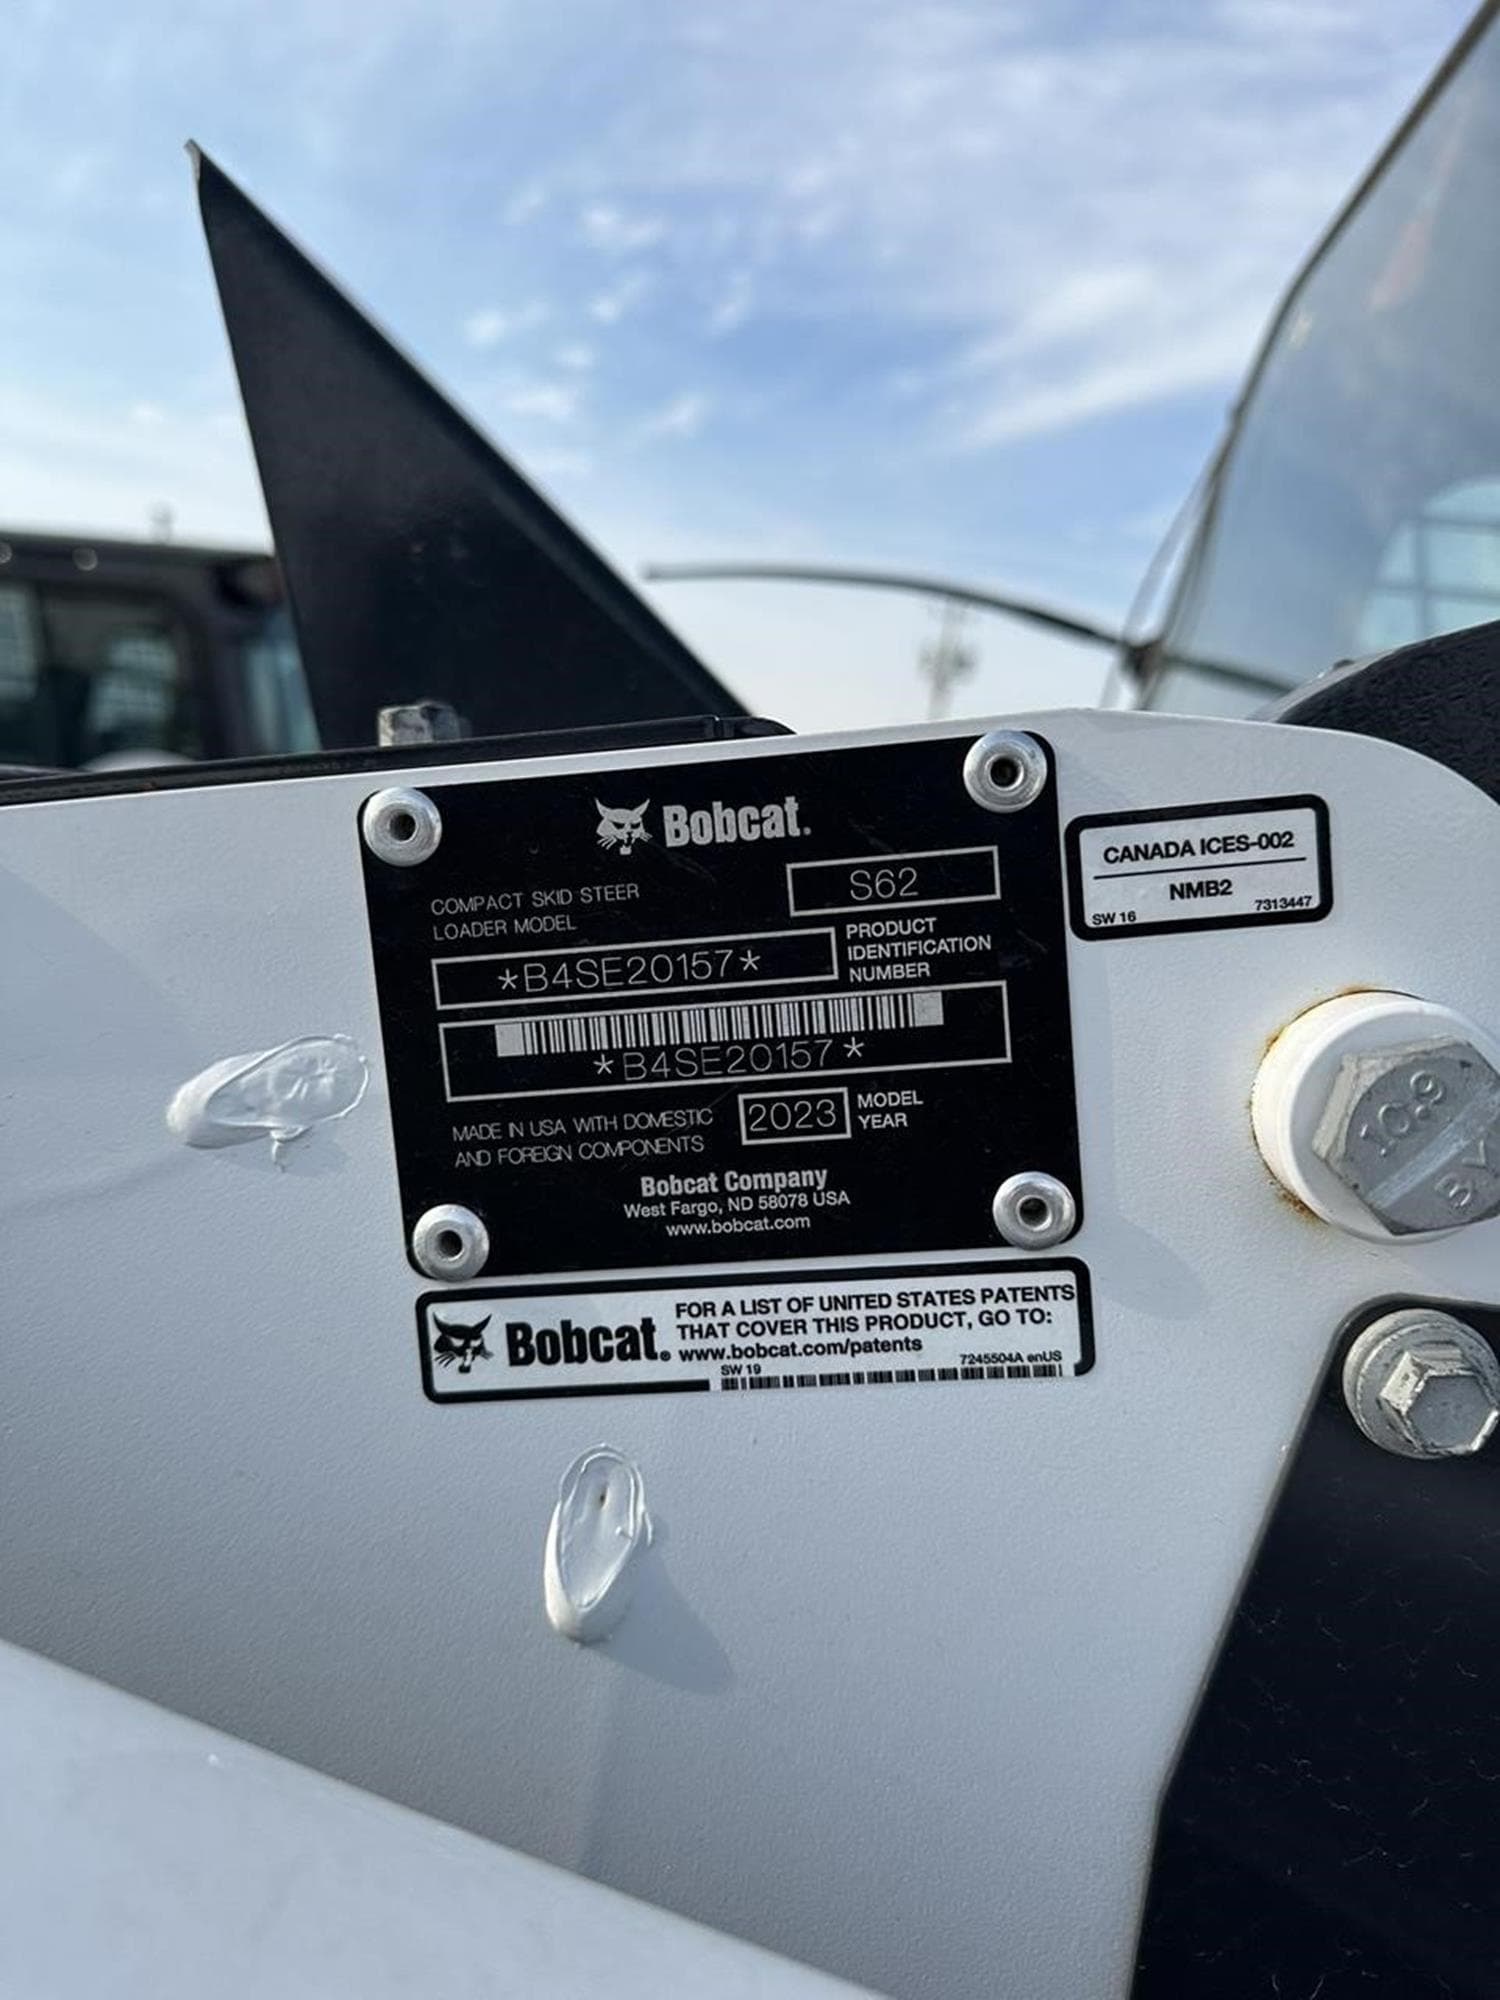 Bobcat.
COMPACT SKID STEER
LOADER MODEL
S62
*B4SE20157*
PRODUCT
IDENTIFICATION
NUMBER
*B4SE20157*
MADE IN USA WITH DOMESTIC
AND FOREIGN COMPONENTS
2023
MODEL
YEAR
Bobcat Company
West Fargo, ND 58078 USA
www.bobcat.com
CANADA ICES-002
NMB2
SW 16
7313447
Bobcat®
FOR A LIST OF UNITED STATES PATENTS
THAT COVER THIS PRODUCT, GO TO:
www.bobcat.com/patents
SW 19
7245504A enUS
10.9